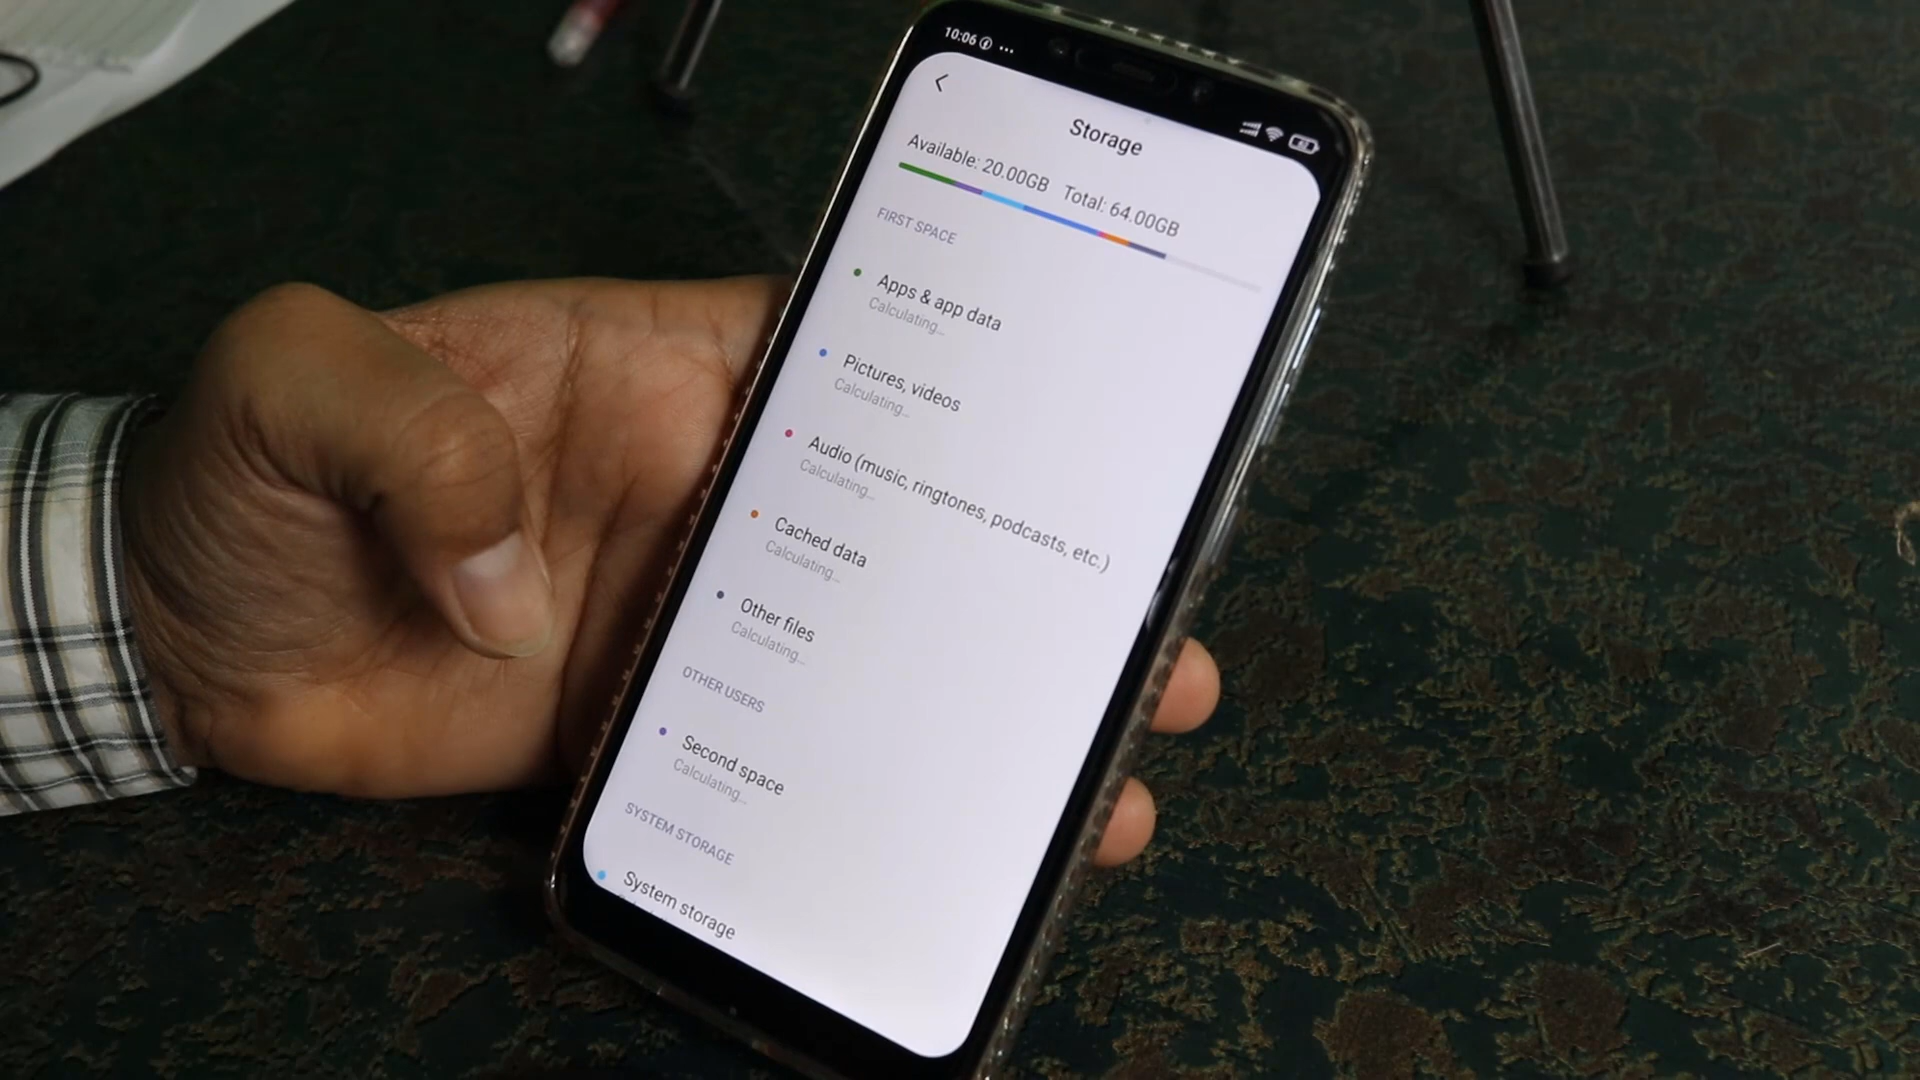 10:06
Storage
Available: 20.00GB Total: 64.00GB
FIRST SPACE
Apps & app data
Calculating...
Pictures, videos
Calculating...
Audio (music, ringtones, podcasts, etc.)
Calculating...
Cached data
Calculating...
Other files
Calculating...
OTHER USERS
Second space
Calculating...
SYSTEM STORAGE
System storage